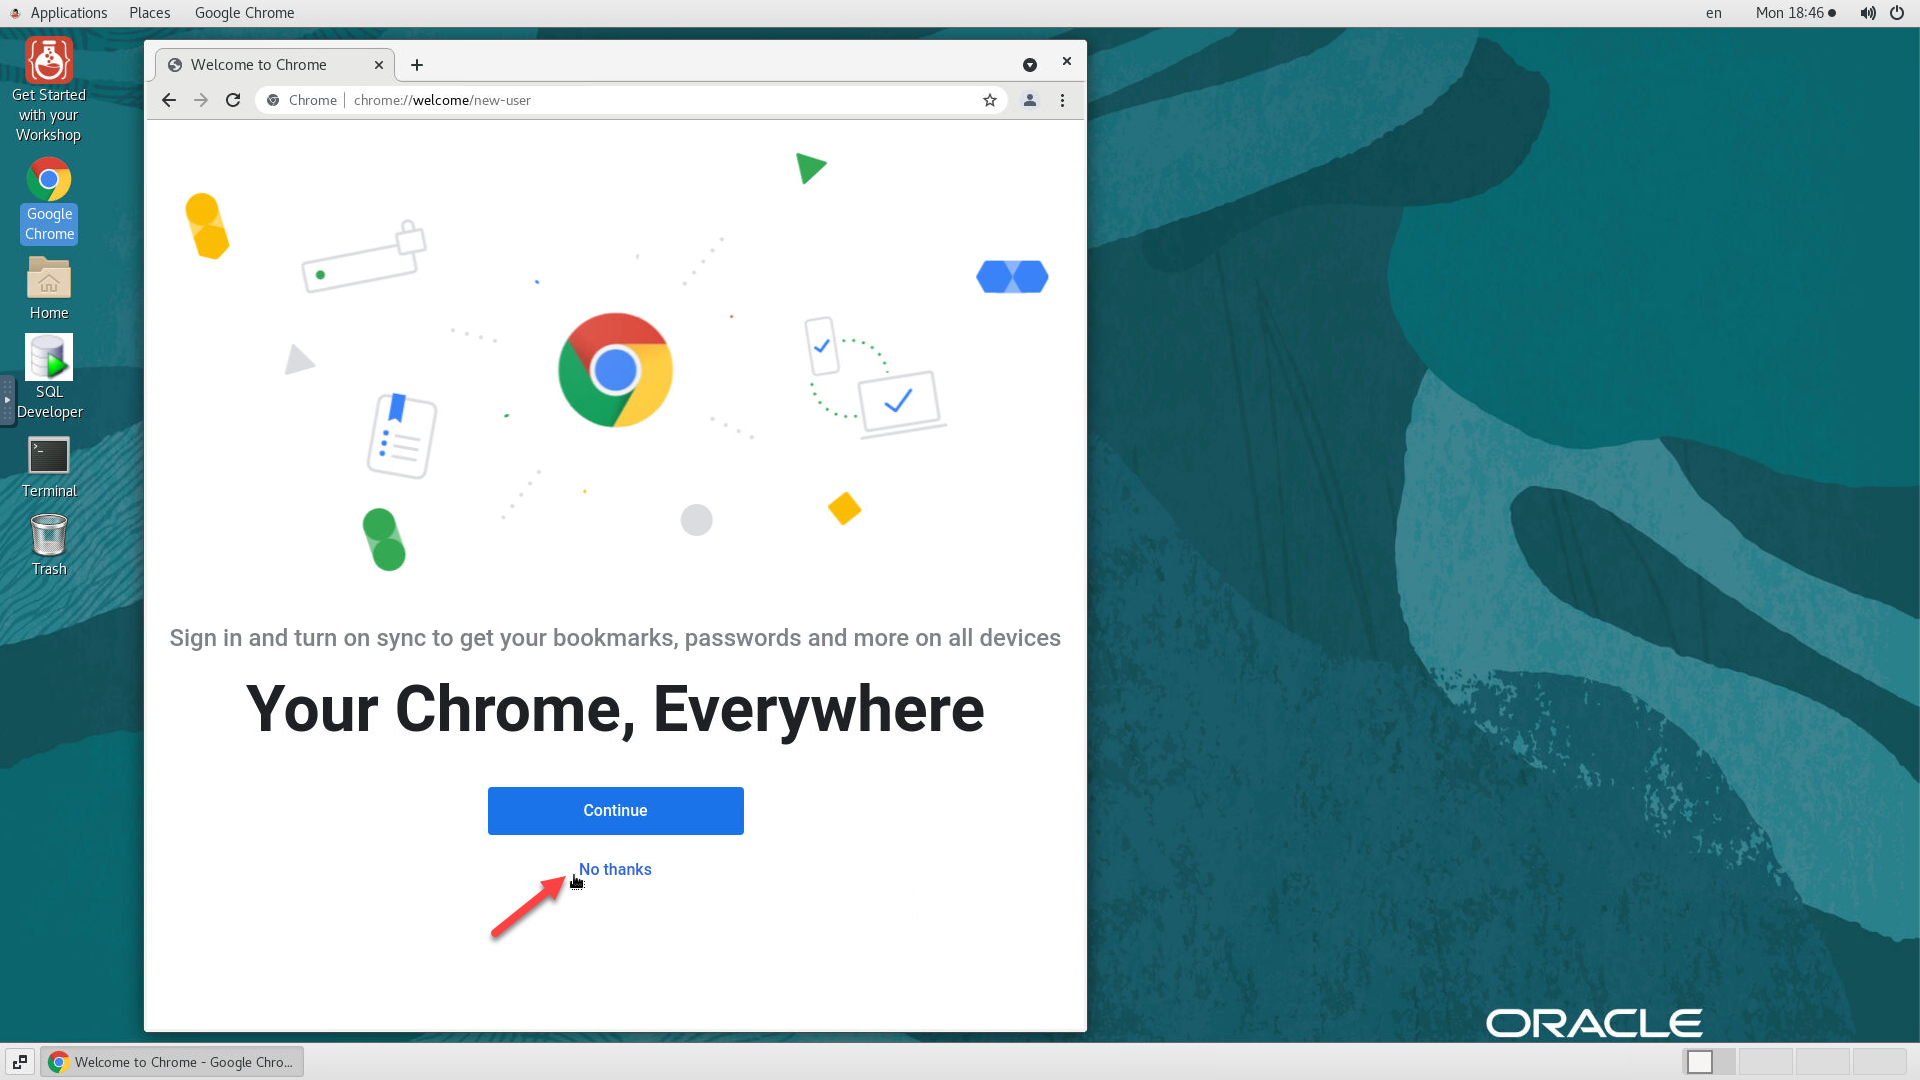 Applications Places Google Chrome en Mon 18:46
Get Started
with your
Workshop
Google
Chrome
Home
SQL
Developer
Terminal
Trash
Welcome to Chrome
Chrome chrome://welcome/new-user
Sign in and turn on sync to get your bookmarks, passwords and more on all devices
Your Chrome, Everywhere
Continue
No thanks
ORACLE
Welcome to Chrome - Google Chro...